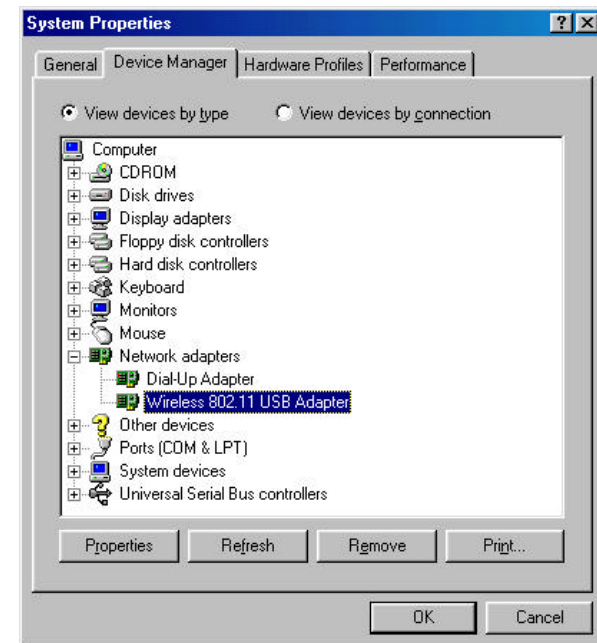 System Properties
General Device Manager Hardware Profiles Performance
View devices by type View devices by connection
Computer
CDROM
Disk drives
Display adapters
Floppy disk controllers
Hard disk controllers
Keyboard
Monitors
Mouse
Network adapters
Dial-Up Adapter
Wireless 802.11 USB Adapter
Other devices
Ports (COM & LPT)
System devices
Universal Serial Bus controllers
Properties Refresh Remove Print...
OK Cancel